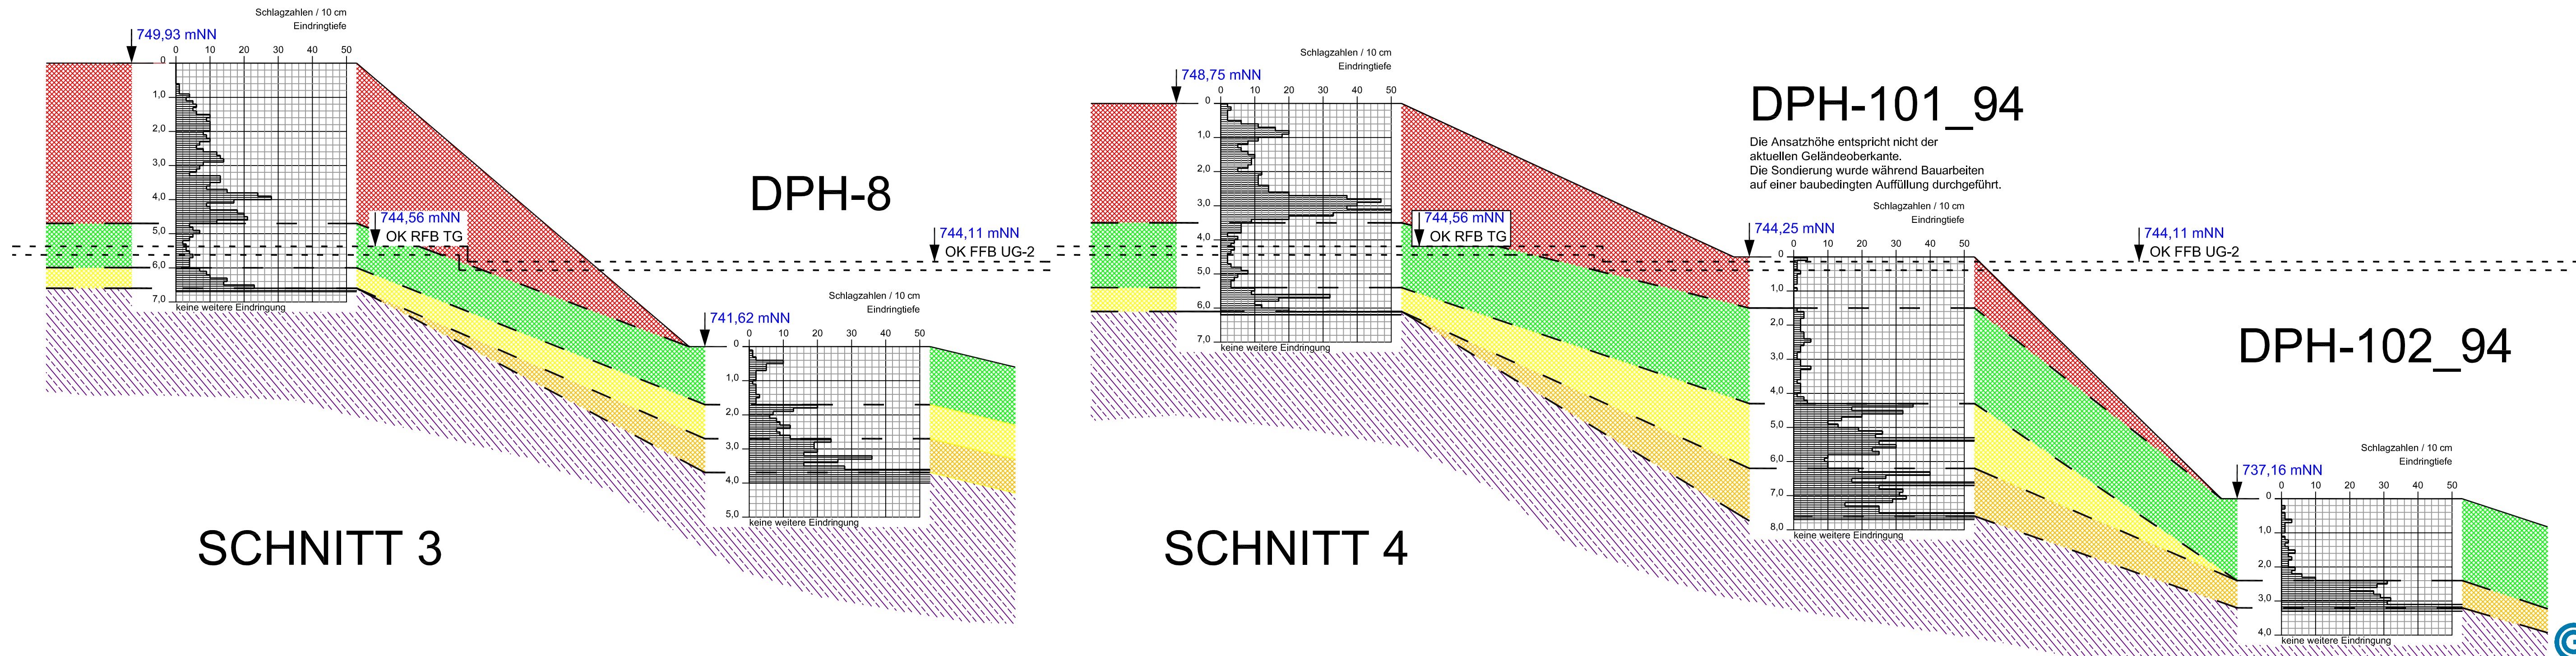 Schlagzahlen / 10 cm
Eindringtiefe
749,93 mNN
0 10 20 30 40 50
0
1,0
2,0
3,0
4,0
5,0
6,0
7,0
keine weitere Eindringung
744,56 mNN
OK RFB TG
DPH-8
744,11 mNN
OK FFB UG-2
Schlagzahlen / 10 cm
Eindringtiefe
741,62 mNN
0 10 20 30 40 50
0
1,0
2,0
3,0
4,0
5,0
keine weitere Eindringung
SCHNITT 3
Schlagzahlen / 10 cm
Eindringtiefe
748,75 mNN
0 10 20 30 40 50
0
1,0
2,0
3,0
4,0
5,0
6,0
7,0
keine weitere Eindringung
744,56 mNN
OK RFB TG
DPH-101_94
Die Ansatzhöhe entspricht nicht der
aktuellen Geländeoberkante.
Die Sondierung wurde während Bauarbeiten
auf einer baubedingten Auffüllung durchgeführt.
Schlagzahlen / 10 cm
Eindringtiefe
744,25 mNN
0 10 20 30 40 50
0
1,0
2,0
3,0
4,0
5,0
6,0
7,0
8,0
keine weitere Eindringung
744,11 mNN
OK FFB UG-2
DPH-102_94
Schlagzahlen / 10 cm
Eindringtiefe
737,16 mNN
0 10 20 30 40 50
0
1,0
2,0
3,0
4,0
keine weitere Eindringung
SCHNITT 4